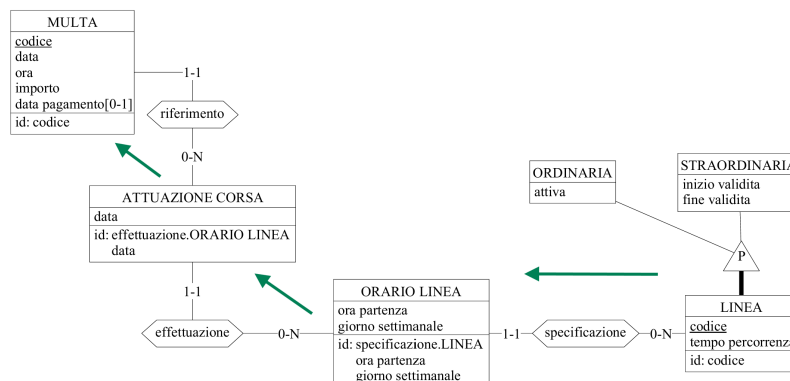 MULTA
codice
data
ora
importo
data pagamento[0-1]
id: codice
1-1
riferimento
0-N
ATTUAZIONE CORSA
data
id: effettuazione.ORARIO LINEA
data
1-1
effettuazione
0-N
ORARIO LINEA
ora partenza
giorno settimanale
id: specificazione.LINEA
ora partenza
giorno settimanale
1-1
specificazione
0-N
ORDINARIA
attiva
STRAORDINARIA
inizio validita
fine validita
P
LINEA
codice
tempo percorrenza
id: codice